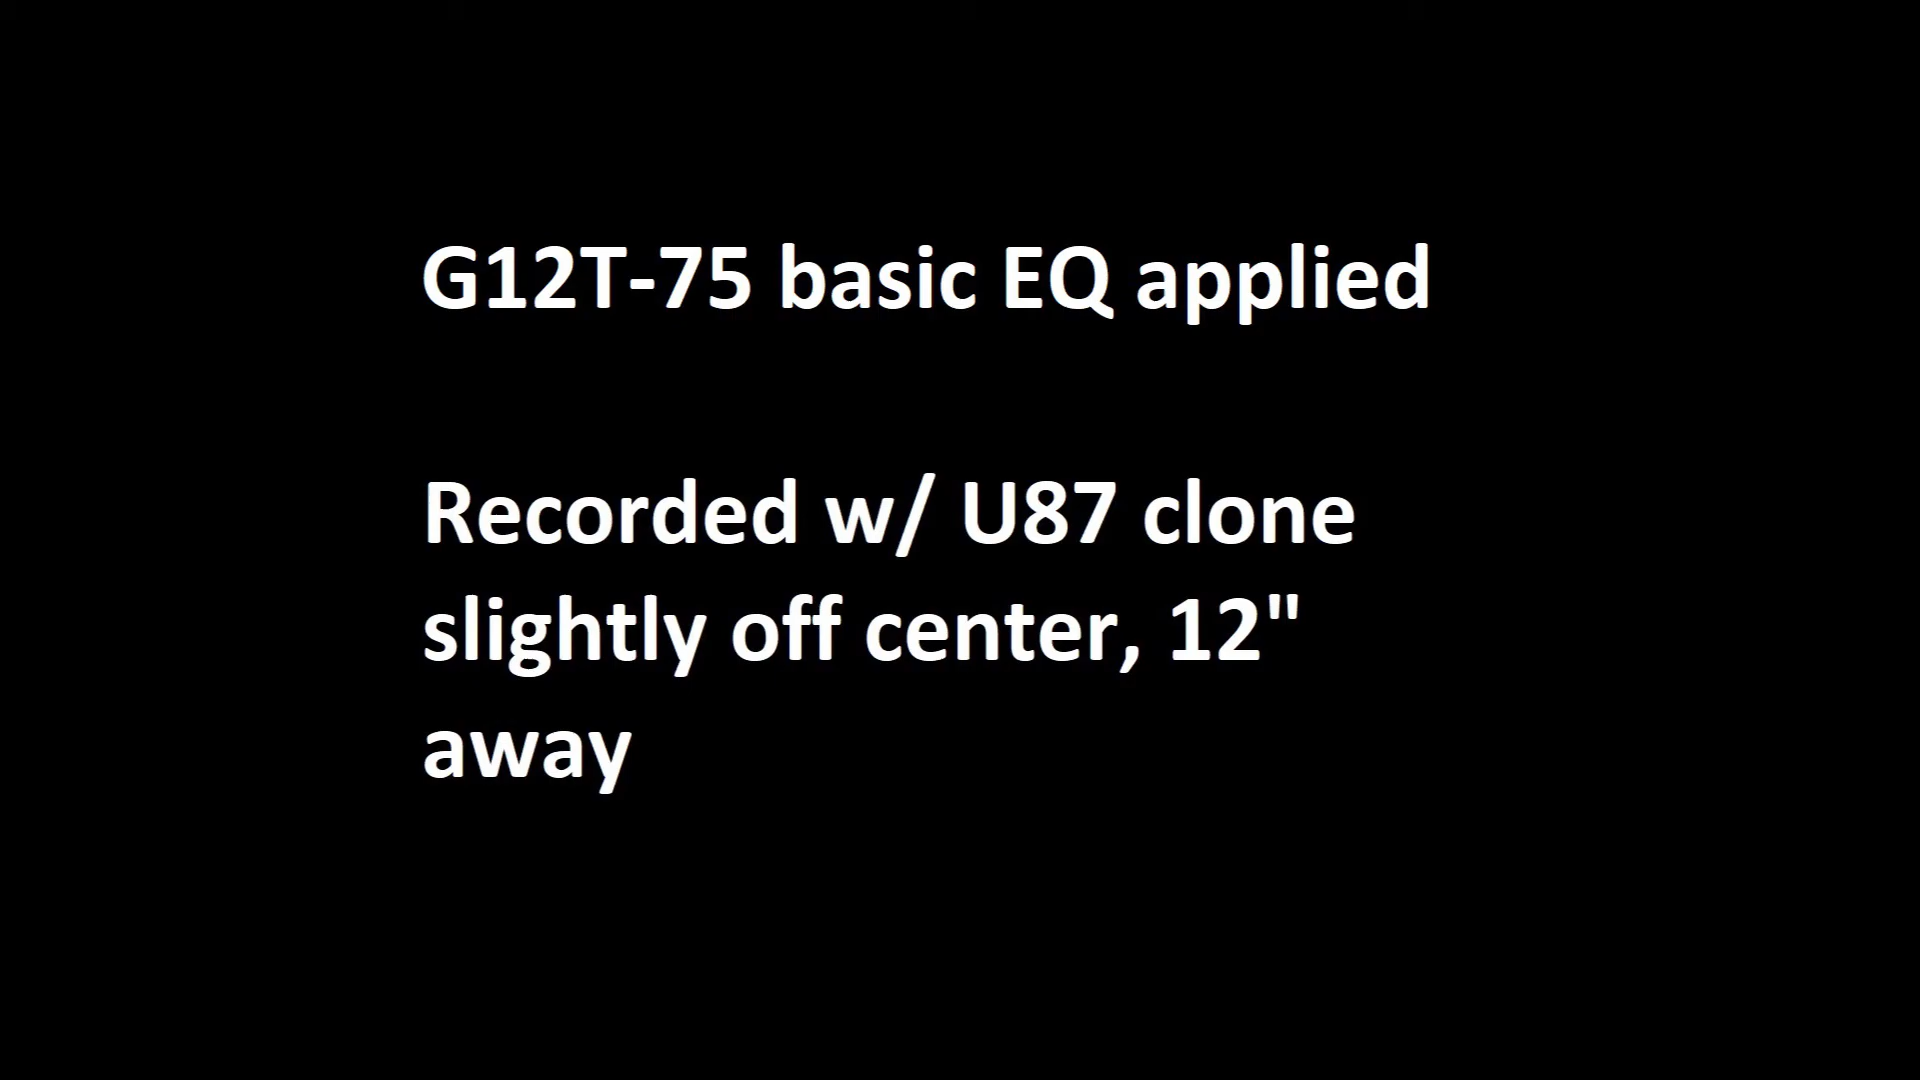 G12T-75 basic EQ applied
Recorded w/ U87 clone
slightly off center, 12"
away